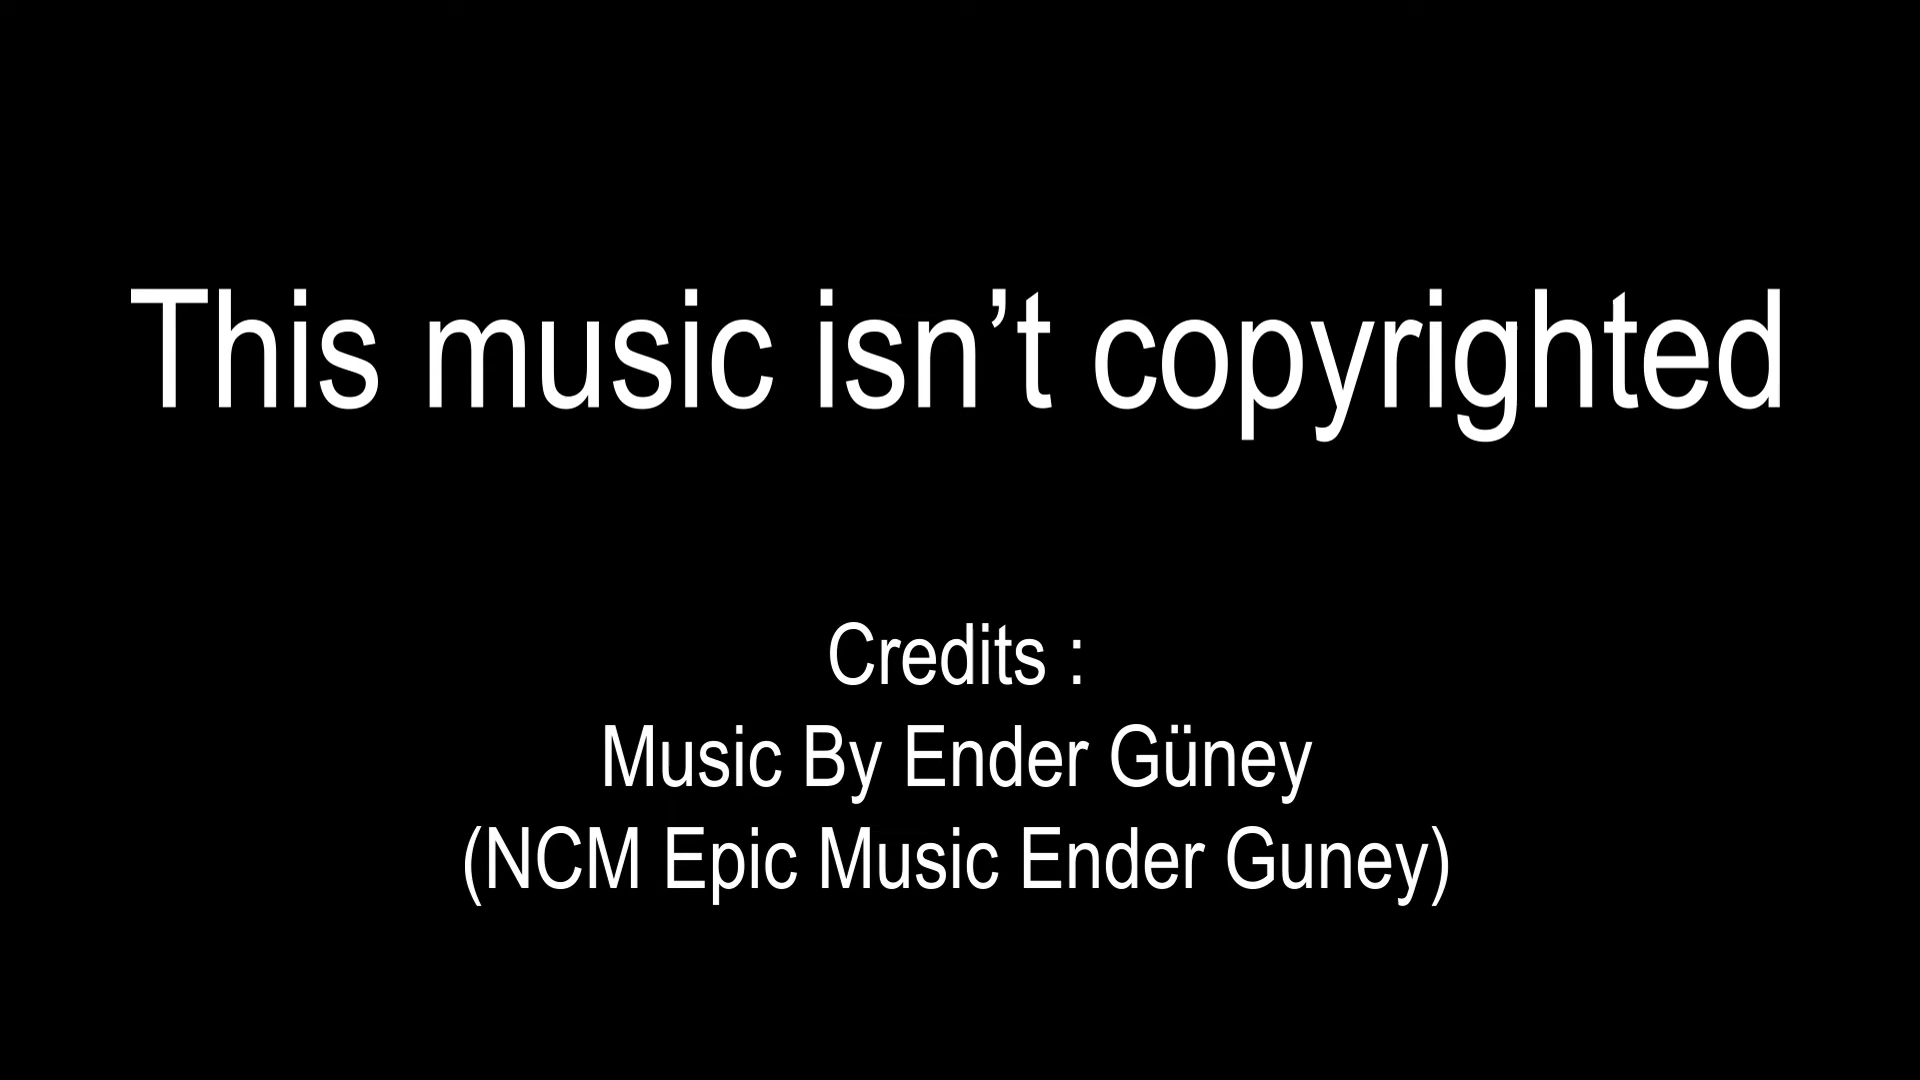 This music isn’t copyrighted
Credits :
Music By Ender Güney
(NCM Epic Music Ender Guney)